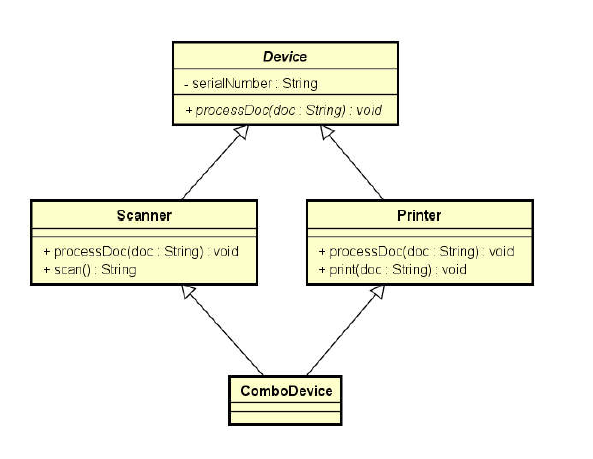 Device
- serialNumber : String
+ processDoc(doc : String) : void
Scanner
+ processDoc(doc : String) : void
+ scan() : String
Printer
+ processDoc(doc : String) : void
+ print(doc : String) : void
ComboDevice